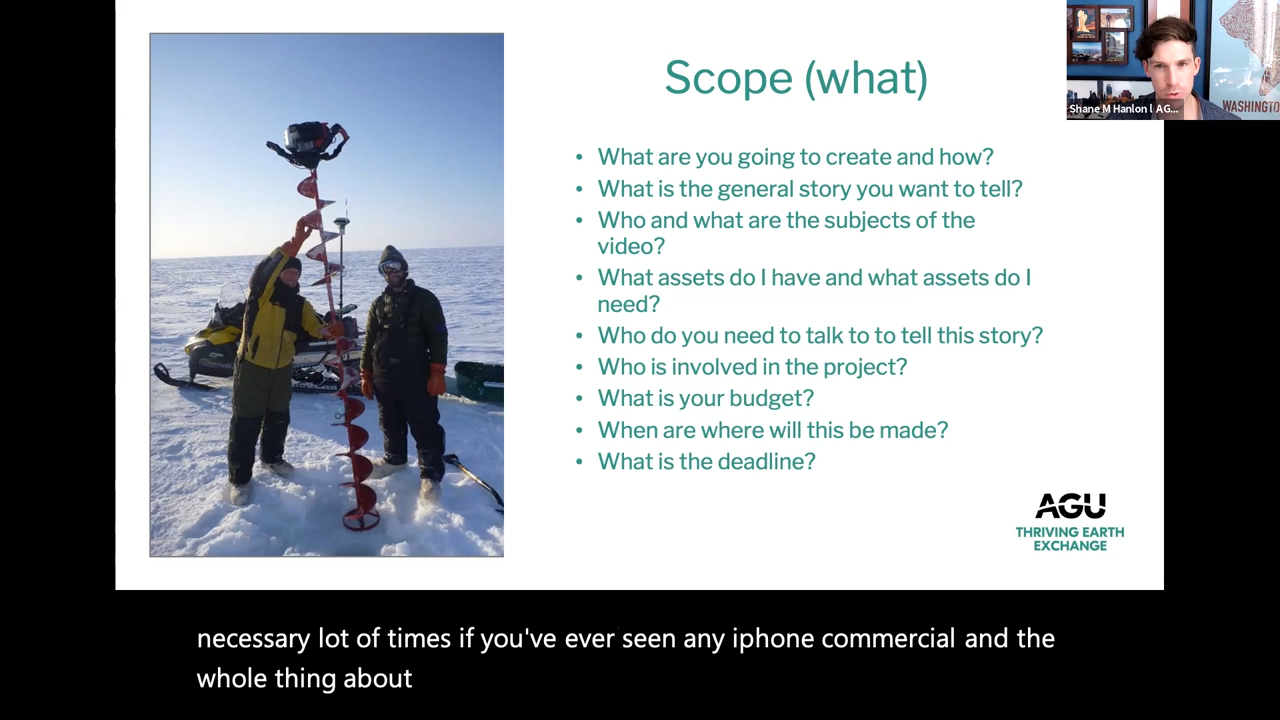 Scope (what)
• What are you going to create and how?
• What is the general story you want to tell?
• Who and what are the subjects of the
video?
• What assets do I have and what assets do I
need?
• Who do you need to talk to to tell this story?
• Who is involved in the project?
• What is your budget?
• When are where will this be made?
• What is the deadline?
AGU
THRIVING EARTH
EXCHANGE
Shane M Hanlon l AG...
WASHINGTO
necessary lot of times if you've ever seen any iphone commercial and the
whole thing about